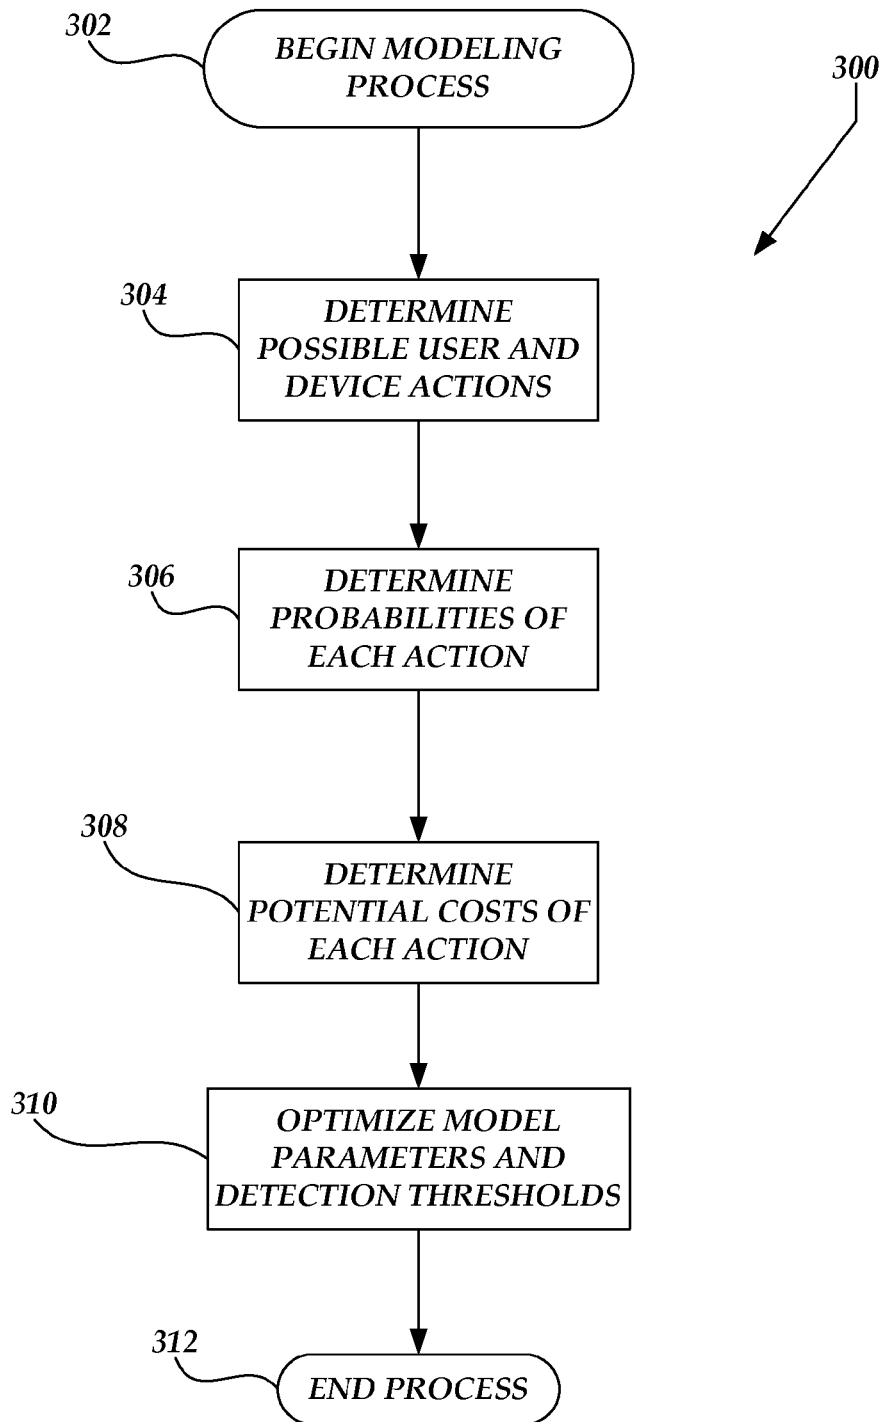 302
BEGIN MODELING
PROCESS
300
304
DETERMINE
POSSIBLE USER AND
DEVICE ACTIONS
306
DETERMINE
PROBABILITIES OF
EACH ACTION
308
DETERMINE
POTENTIAL COSTS OF
EACH ACTION
310
OPTIMIZE MODEL
PARAMETERS AND
DETECTION THRESHOLDS
312
END PROCESS